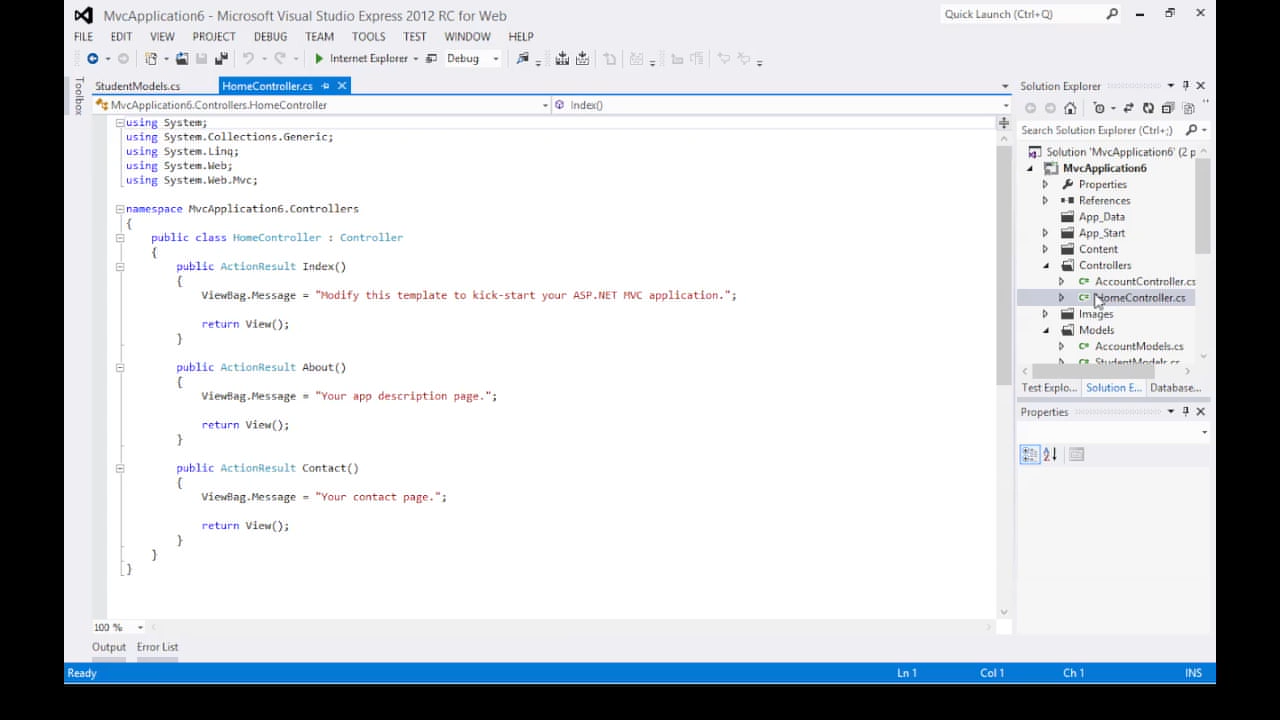 MvcApplication6 - Microsoft Visual Studio Express 2012 RC for Web
Quick Launch (Ctrl+Q)
FILE EDIT VIEW PROJECT DEBUG TEAM TOOLS TEST WINDOW HELP
Internet Explorer Debug
Toolbox
StudentModels.cs HomeController.cs
MvcApplication6.Controllers.HomeController Index()
using System;
using System.Collections.Generic;
using System.Linq;
using System.Web;
using System.Web.Mvc;
namespace MvcApplication6.Controllers
{
public class HomeController : Controller
{
public ActionResult Index()
{
ViewBag.Message = "Modify this template to kick-start your ASP.NET MVC application.";
return View();
}
public ActionResult About()
{
ViewBag.Message = "Your app description page.";
return View();
}
public ActionResult Contact()
{
ViewBag.Message = "Your contact page.";
return View();
}
}
}
100 %
Output Error List
Solution Explorer
Search Solution Explorer (Ctrl+;)
Solution 'MvcApplication6' (2 p
MvcApplication6
Properties
References
App_Data
App_Start
Content
Controllers
AccountController.cs
HomeController.cs
Images
Models
AccountModels.cs
StudentModels.cs
Test Explo... Solution E... Database...
Properties
Ready Ln 1 Col 1 Ch 1 INS